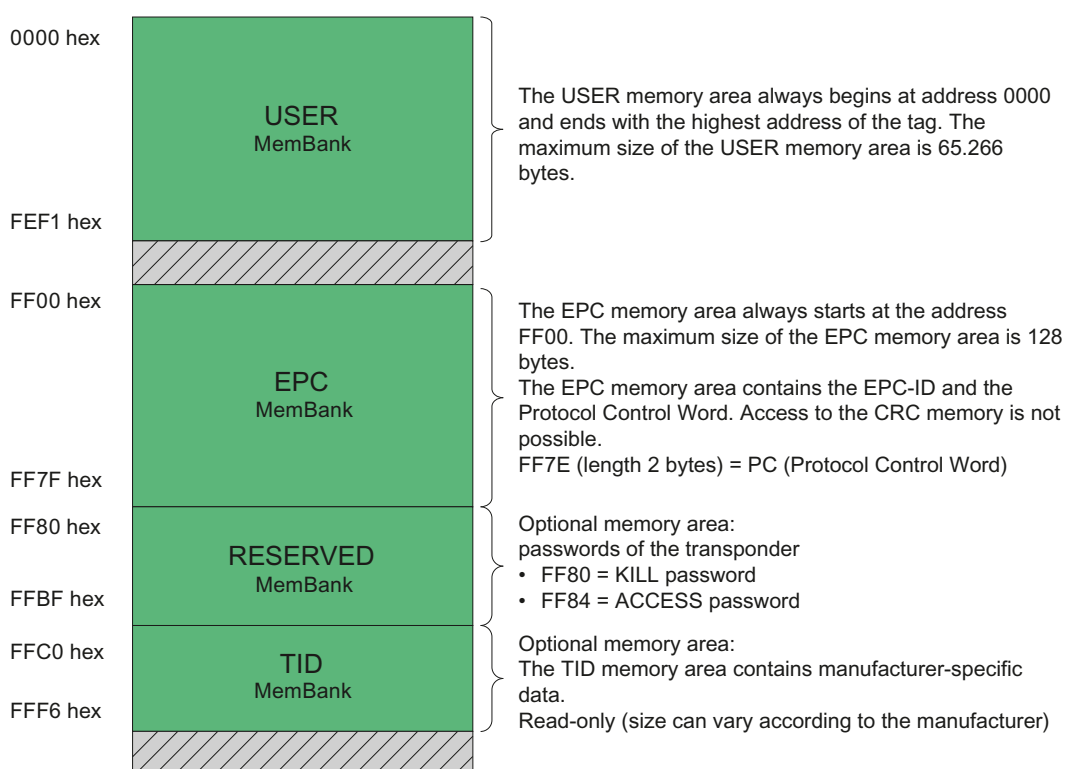 0000 hex
USER
MemBank
FEF1 hex
The USER memory area always begins at address 0000
and ends with the highest address of the tag. The
maximum size of the USER memory area is 65.266
bytes.
FF00 hex
EPC
MemBank
FF7F hex
The EPC memory area always starts at the address
FF00. The maximum size of the EPC memory area is 128
bytes.
The EPC memory area contains the EPC-ID and the
Protocol Control Word. Access to the CRC memory is not
possible.
FF7E (length 2 bytes) = PC (Protocol Control Word)
FF80 hex
RESERVED
MemBank
FFBF hex
Optional memory area:
passwords of the transponder
• FF80 = KILL password
• FF84 = ACCESS password
FFC0 hex
TID
MemBank
FFF6 hex
Optional memory area:
The TID memory area contains manufacturer-specific
data.
Read-only (size can vary according to the manufacturer)